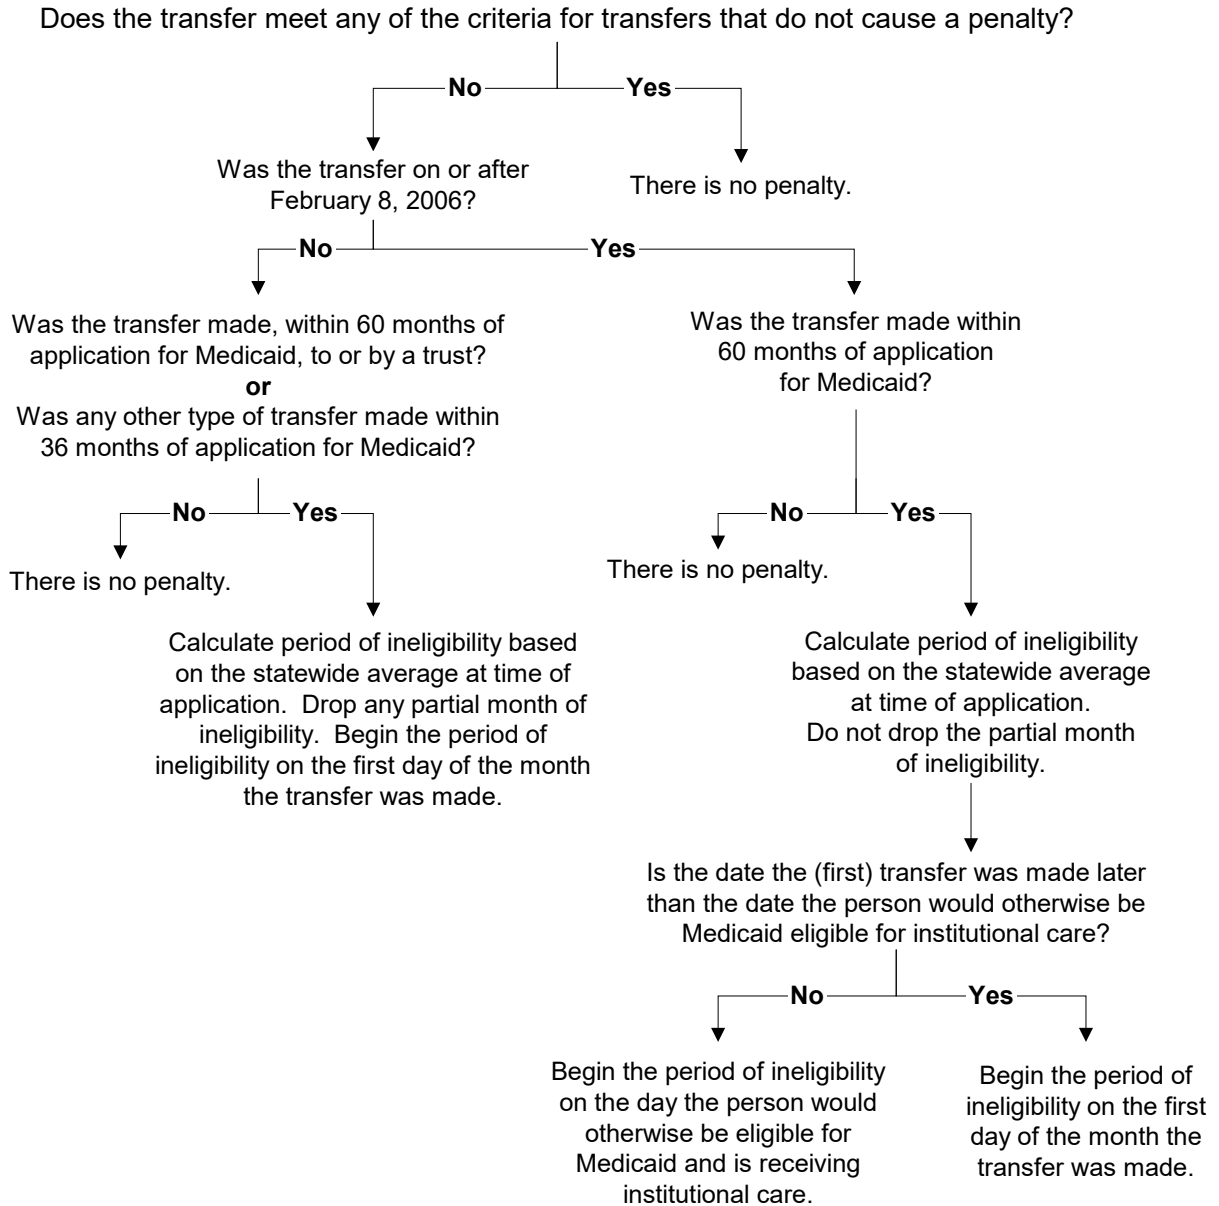 Does the transfer meet any of the criteria for transfers that do not cause a penalty?
No
Yes
Was the transfer on or after
February 8, 2006?
There is no penalty.
No
Yes
Was the transfer made, within 60 months of
application for Medicaid, to or by a trust?
or
Was any other type of transfer made within
36 months of application for Medicaid?
Was the transfer made within
60 months of application
for Medicaid?
No
Yes
No
Yes
There is no penalty.
There is no penalty.
Calculate period of ineligibility based
on the statewide average at time of
application.  Drop any partial month of
ineligibility.  Begin the period of
ineligibility on the first day of the month
the transfer was made.
Calculate period of ineligibility
based on the statewide average
at time of application.
Do not drop the partial month
of ineligibility.
Is the date the (first) transfer was made later
than the date the person would otherwise be
Medicaid eligible for institutional care?
No
Yes
Begin the period of ineligibility
on the day the person would
otherwise be eligible for
Medicaid and is receiving
institutional care.
Begin the period of
ineligibility on the first
day of the month the
transfer was made.